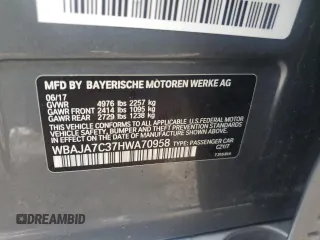 MFD BY BAYERISCHE MOTOREN WERKE AG
06/17
GVWR 4976 lbs 2257 kg
GAWR FRONT 2414 lbs 1095 kg
GAWR REAR 2729 lbs 1238 kg
THIS VEHICLE CONFORMS TO ALL APPLICABLE
U.S. FEDERAL MOTOR VEHICLE SAFETY,
BUMPER, AND THEFT PREVENTION STANDARDS
IN EFFECT ON THE DATE OF
MANUFACTURE SHOWN ABOVE.
WBAJA7C37HWA70958 TYPE: PASSENGER CAR
AutoBidMaster
DREAMBID